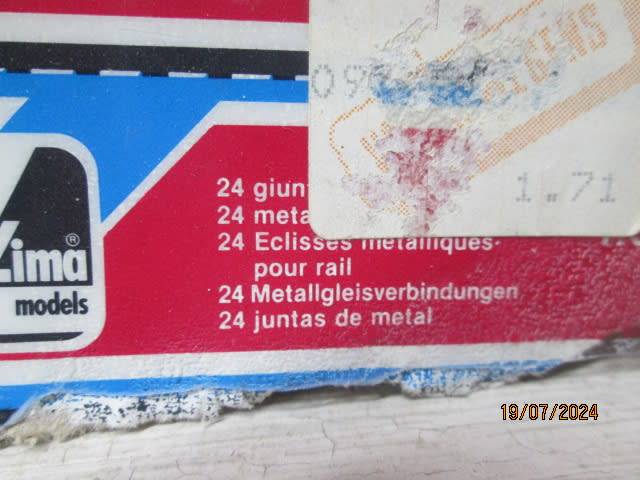 1.71
24 giun
24 meta
24 Eclisses métalliques
pour rail
24 Metallgleisverbindungen
24 juntas de metal
Lima®
models
19/07/2024